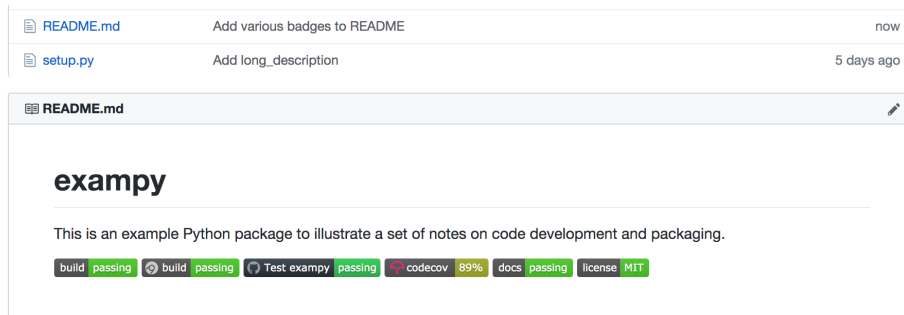 README.md Add various badges to README now
setup.py Add long_description 5 days ago
README.md
exampy
This is an example Python package to illustrate a set of notes on code development and packaging.
build passing build passing Test exampy passing codecov 89% docs passing license MIT